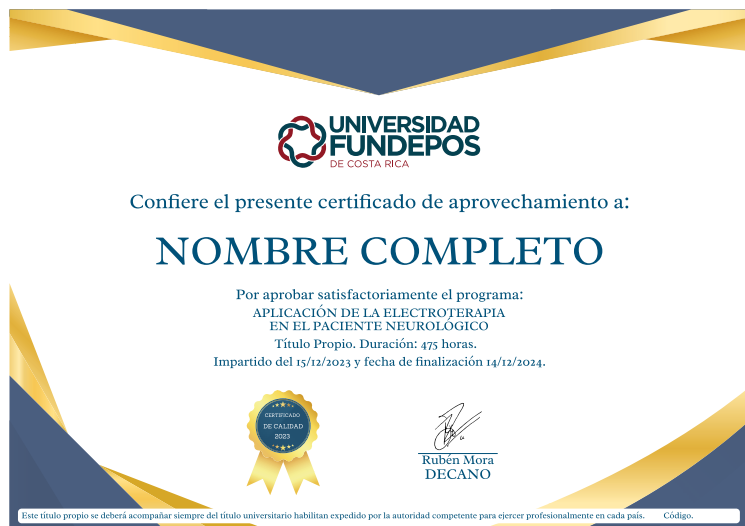 UNIVERSIDAD
FUNDEPOS
DE COSTA RICA
Confiere el presente certificado de aprovechamiento a:
NOMBRE COMPLETO
Por aprobar satisfactoriamente el programa:
APLICACIÓN DE LA ELECTROTERAPIA
EN EL PACIENTE NEUROLÓGICO
Título Propio. Duración: 475 horas.
Impartido del 15/12/2023 y fecha de finalización 14/12/2024.
CERTIFICADO
DE CALIDAD
2023
Rubén Mora
DECANO
Este título propio se deberá acompañar siempre del título universitario habilitan expedido por la autoridad competente para ejercer profesionalmente en cada país. Código.